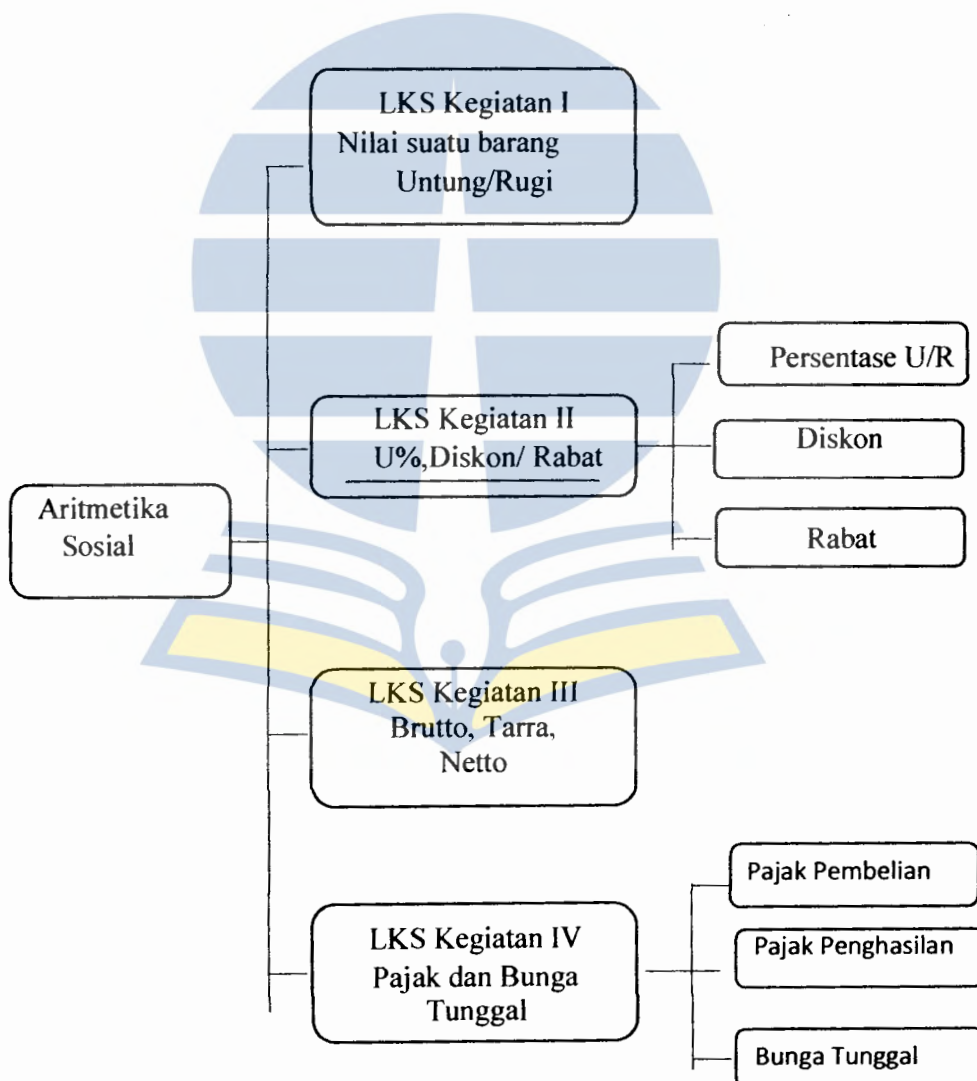 LKS Kegiatan I
Nilai suatu barang
Untung/Rugi
Persentase U/R
LKS Kegiatan II
U%,Diskon/ Rabat
Diskon
Rabat
Aritmetika
Sosial
LKS Kegiatan III
Brutto, Tarra,
Netto
Pajak Pembelian
LKS Kegiatan IV
Pajak dan Bunga
Tunggal
Pajak Penghasilan
Bunga Tunggal